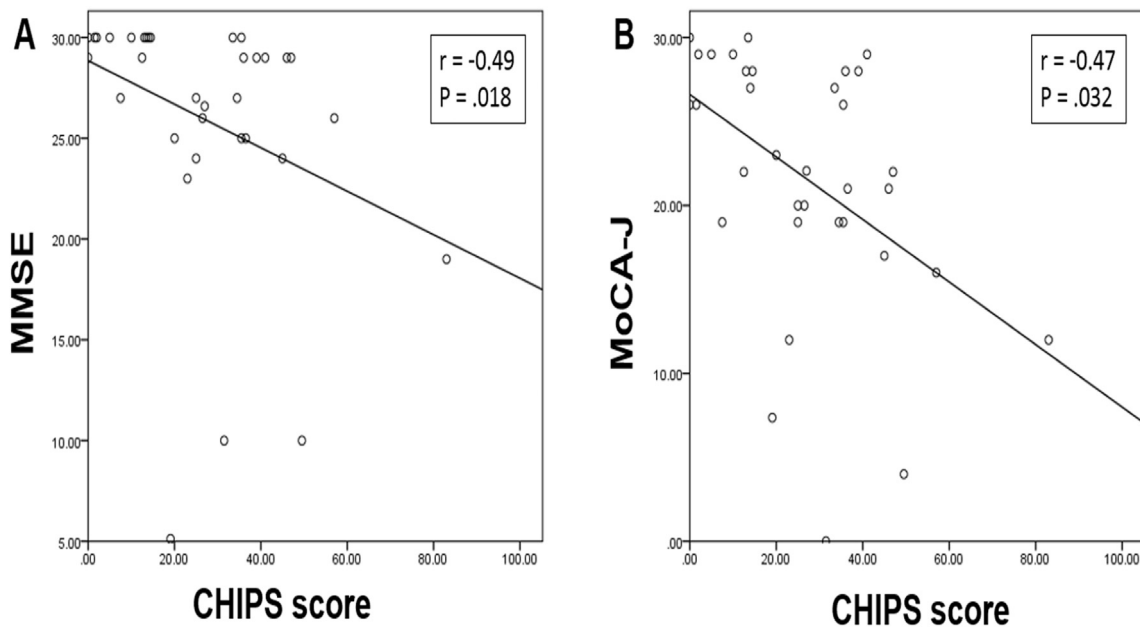 A
r = -0.49
P = .018
30.00
25.00
20.00
15.00
10.00
5.00
MMSE
.00
20.00
40.00
60.00
80.00
100.00
CHIPS score
B
r = -0.47
P = .032
30.00
20.00
10.00
.00
MoCA-J
.00
20.00
40.00
60.00
80.00
100.00
CHIPS score